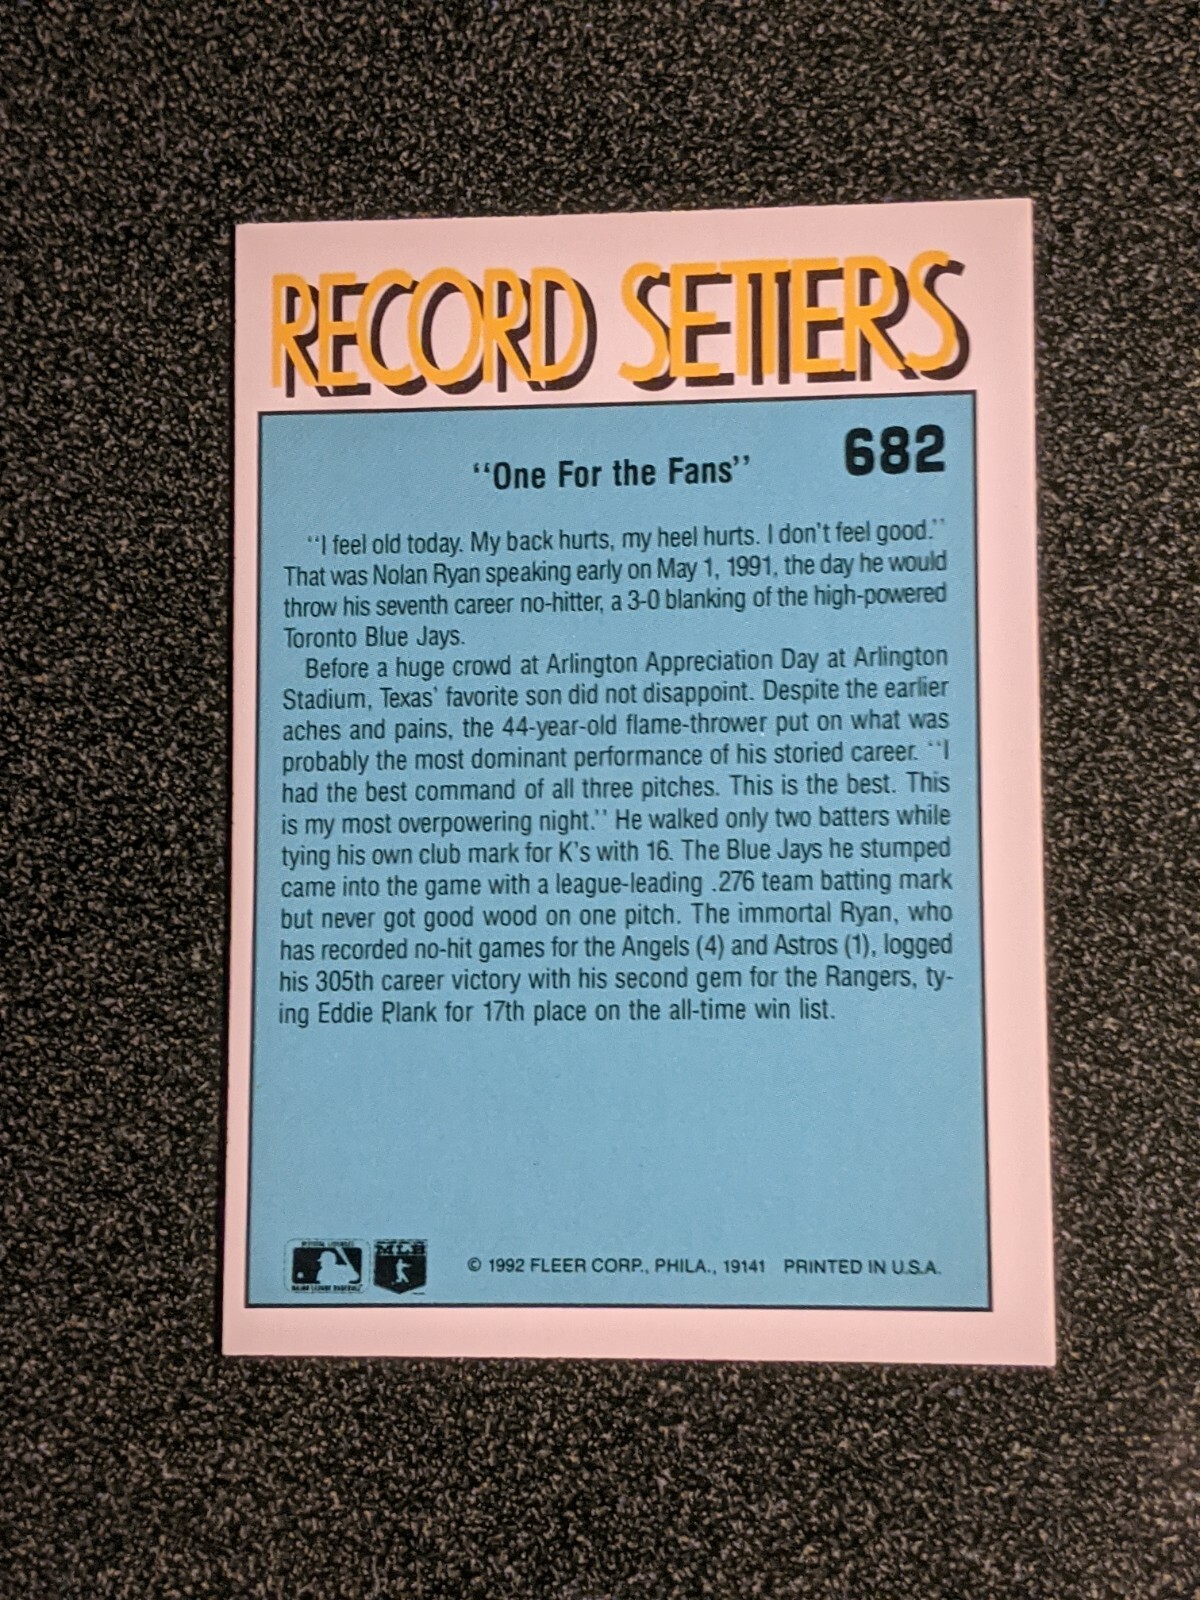 RECORD SETTERS
682
"One For the Fans"
"I feel old today. My back hurts, my heel hurts. I don't feel good."
That was Nolan Ryan speaking early on May 1, 1991, the day he would
throw his seventh career no-hitter, a 3-0 blanking of the high-powered
Toronto Blue Jays.
Before a huge crowd at Arlington Appreciation Day at Arlington
Stadium, Texas' favorite son did not disappoint. Despite the earlier
aches and pains, the 44-year-old flame-thrower put on what was
probably the most dominant performance of his storied career. "I
had the best command of all three pitches. This is the best. This
is my most overpowering night." He walked only two batters while
tying his own club mark for K's with 16. The Blue Jays he stumped
came into the game with a league-leading .276 team batting mark
but never got good wood on one pitch. The immortal Ryan, who
has recorded no-hit games for the Angels (4) and Astros (1), logged
his 305th career victory with his second gem for the Rangers, ty-
ing Eddie Plank for 17th place on the all-time win list.
MLB
© 1992 FLEER CORP., PHILA., 19141 PRINTED IN U.S.A.